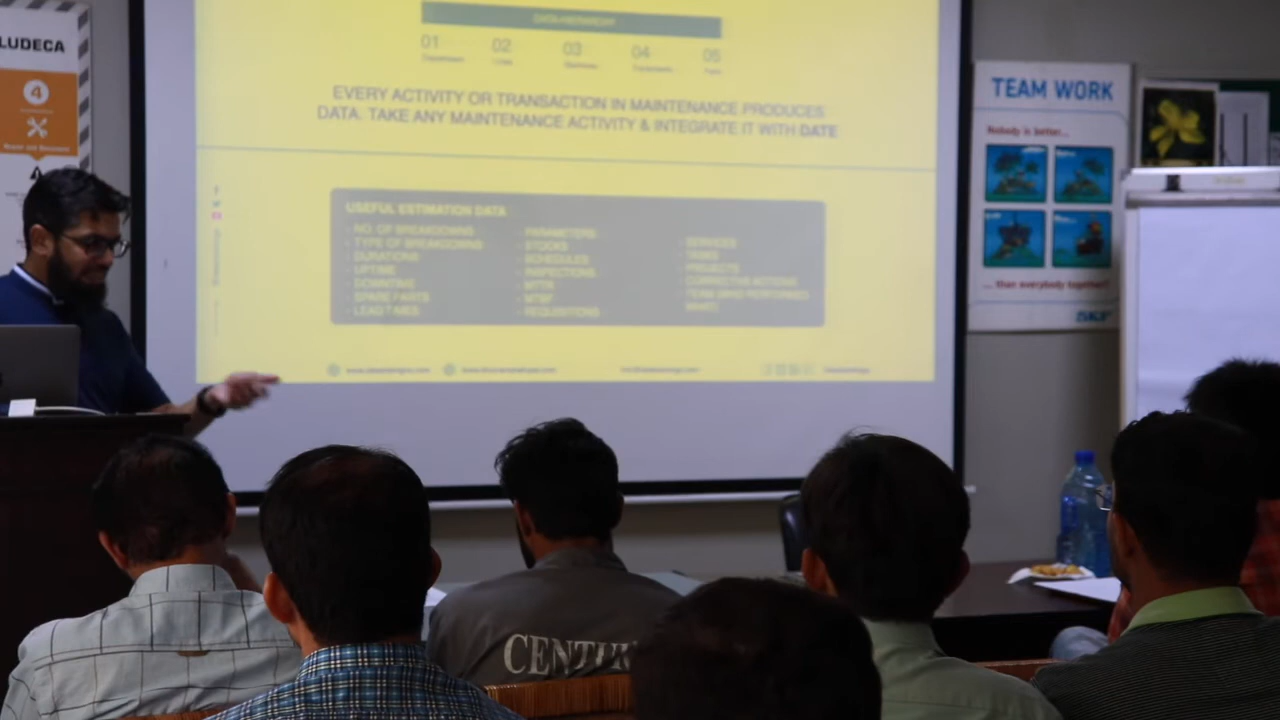 LUDECA
4
DATA HIERARCHY
01 02 03 04 05
EVERY ACTIVITY OR TRANSACTION IN MAINTENANCE PRODUCES
DATA. TAKE ANY MAINTENANCE ACTIVITY & INTEGRATE IT WITH DATE
USEFUL ESTIMATION DATA
- NO. OF BREAKDOWNS
- TYPE OF BREAKDOWNS
- DURATIONS
- UPTIME
- DOWNTIME
- SPARE PARTS
- LEAD TIMES
- PARAMETERS
- STOCKS
- SCHEDULES
- INSPECTIONS
- MTTR
- MTBF
- REQUISITIONS
- SERVICES
- TASKS
- PROJECTS
- CORRECTIVE ACTIONS
TEAM WORK
Nobody is better...
... than everybody together!
CENTU